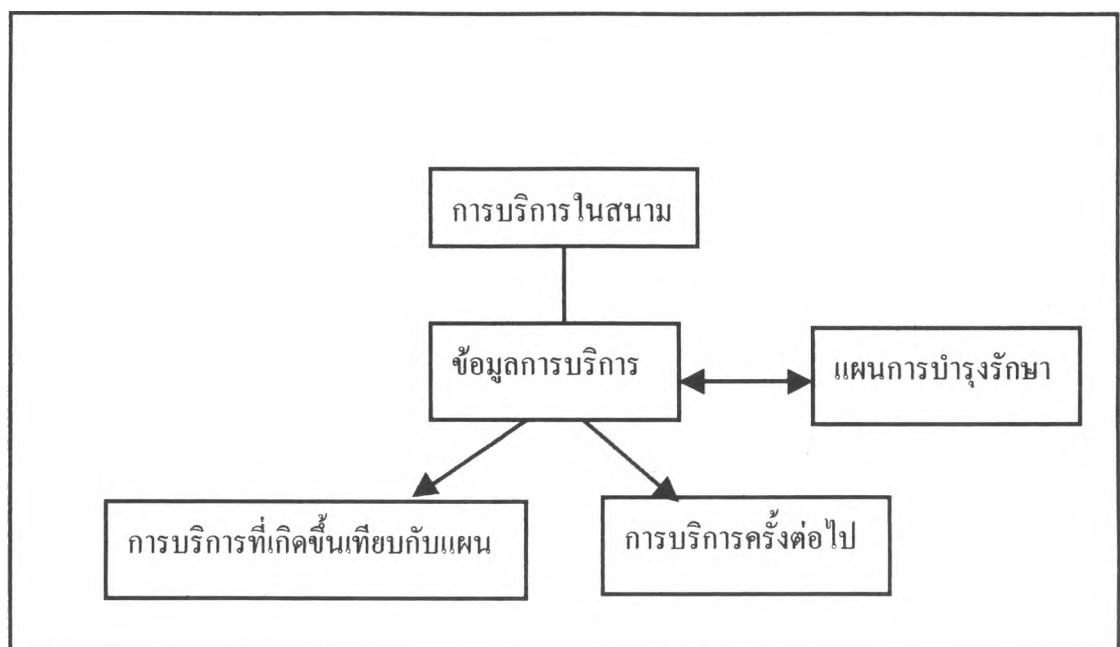 การบริการในสนาม
ข้อมูลการบริการ
แผนการบำรุงรักษา
การบริการที่เกิดขึ้นเทียบกับแผน
การบริการครั้งต่อไป